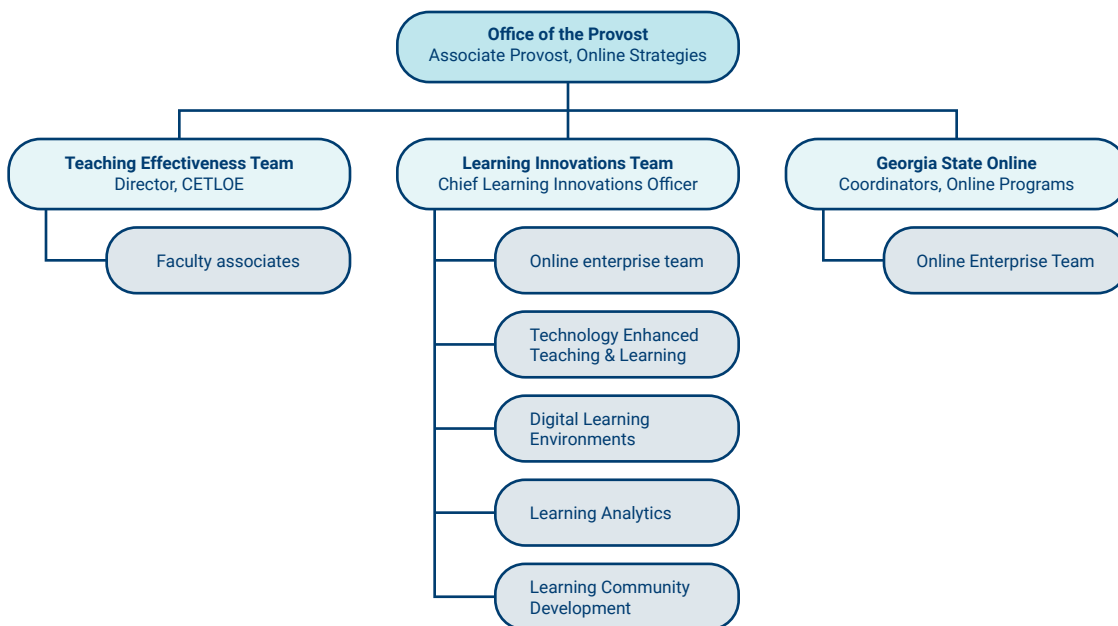 Office of the Provost
Associate Provost, Online Strategies
Teaching Effectiveness Team
Director, CETLOE
Faculty associates
Learning Innovations Team
Chief Learning Innovations Officer
Online enterprise team
Technology Enhanced
Teaching & Learning
Digital Learning
Environments
Learning Analytics
Learning Community
Development
Georgia State Online
Coordinators, Online Programs
Online Enterprise Team